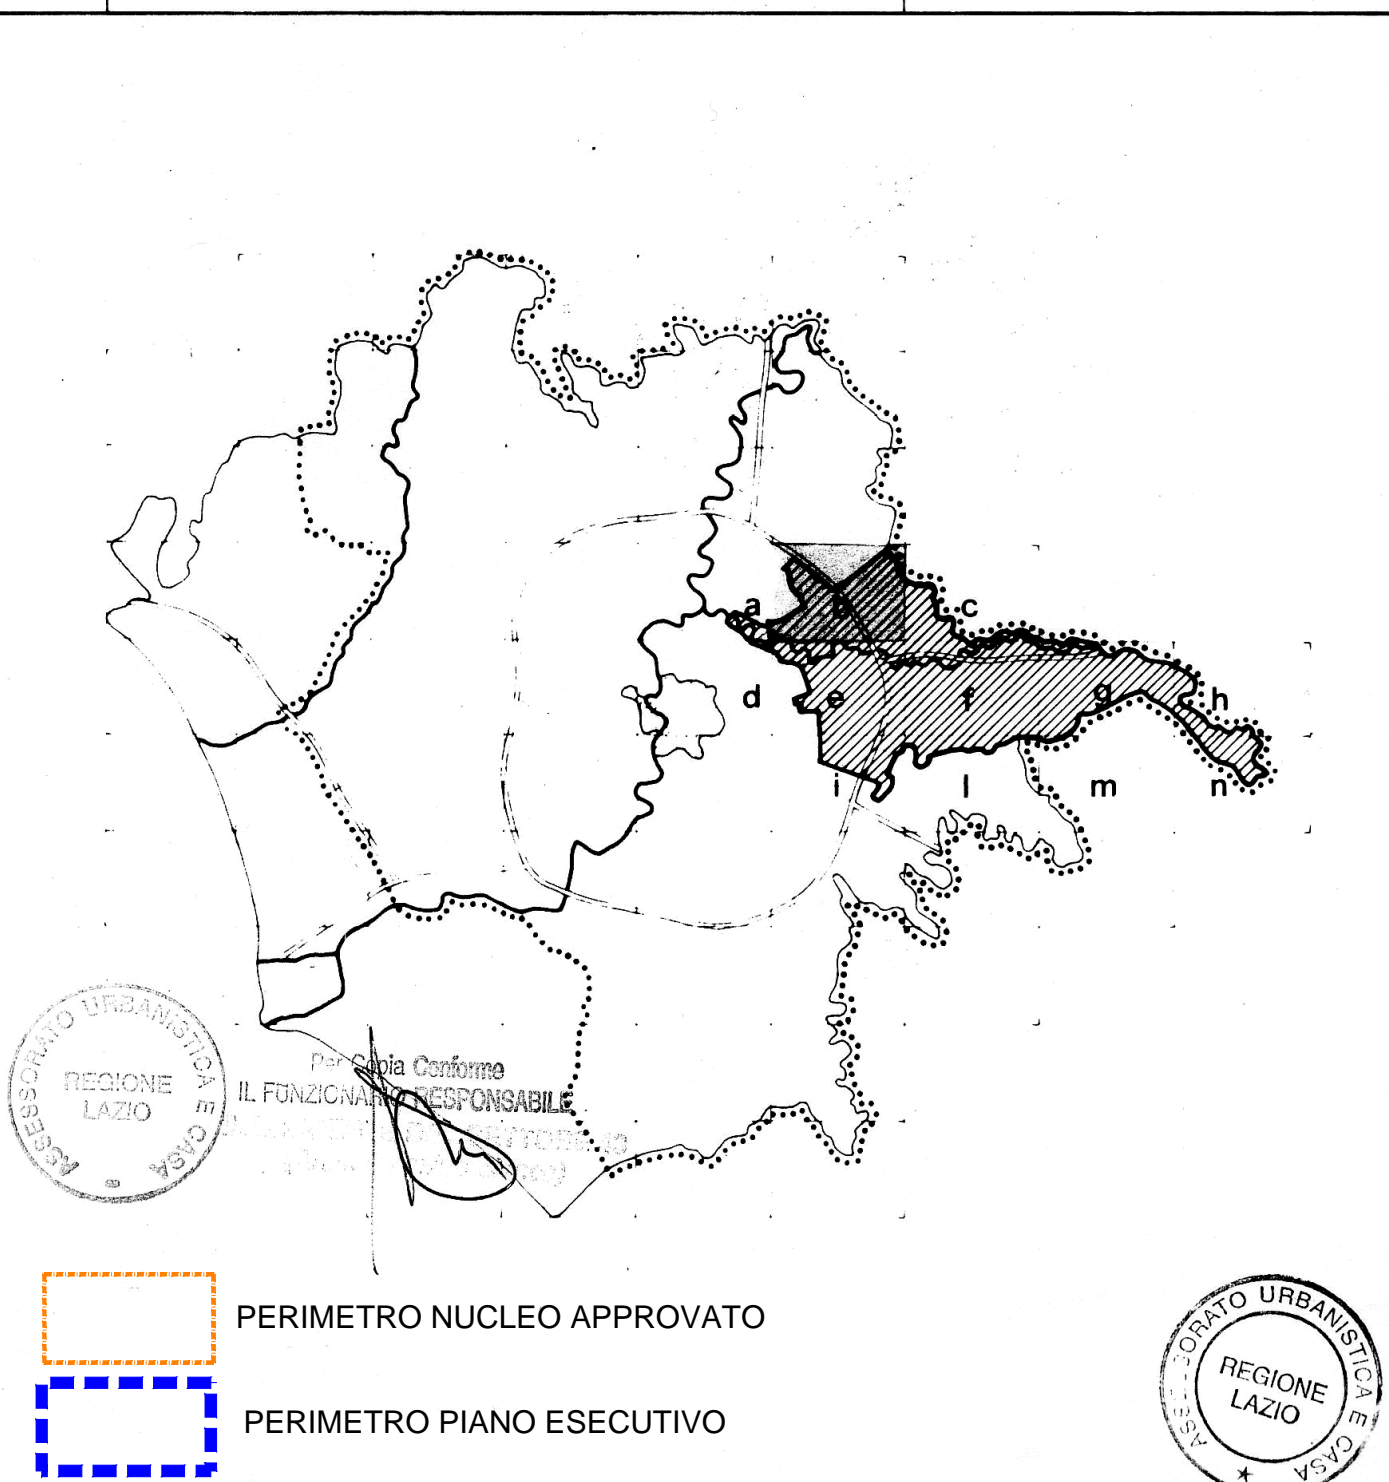 a
b
c
d
e
f
g
h
i
l
m
n
ASSESSORATO URBANISTICA E CASA
REGIONE
LAZIO
Per Copia Conforme
IL FUNZIONARIO RESPONSABILE
PERIMETRO NUCLEO APPROVATO
PERIMETRO PIANO ESECUTIVO
ASSESSORATO URBANISTICA E CASA
REGIONE
LAZIO